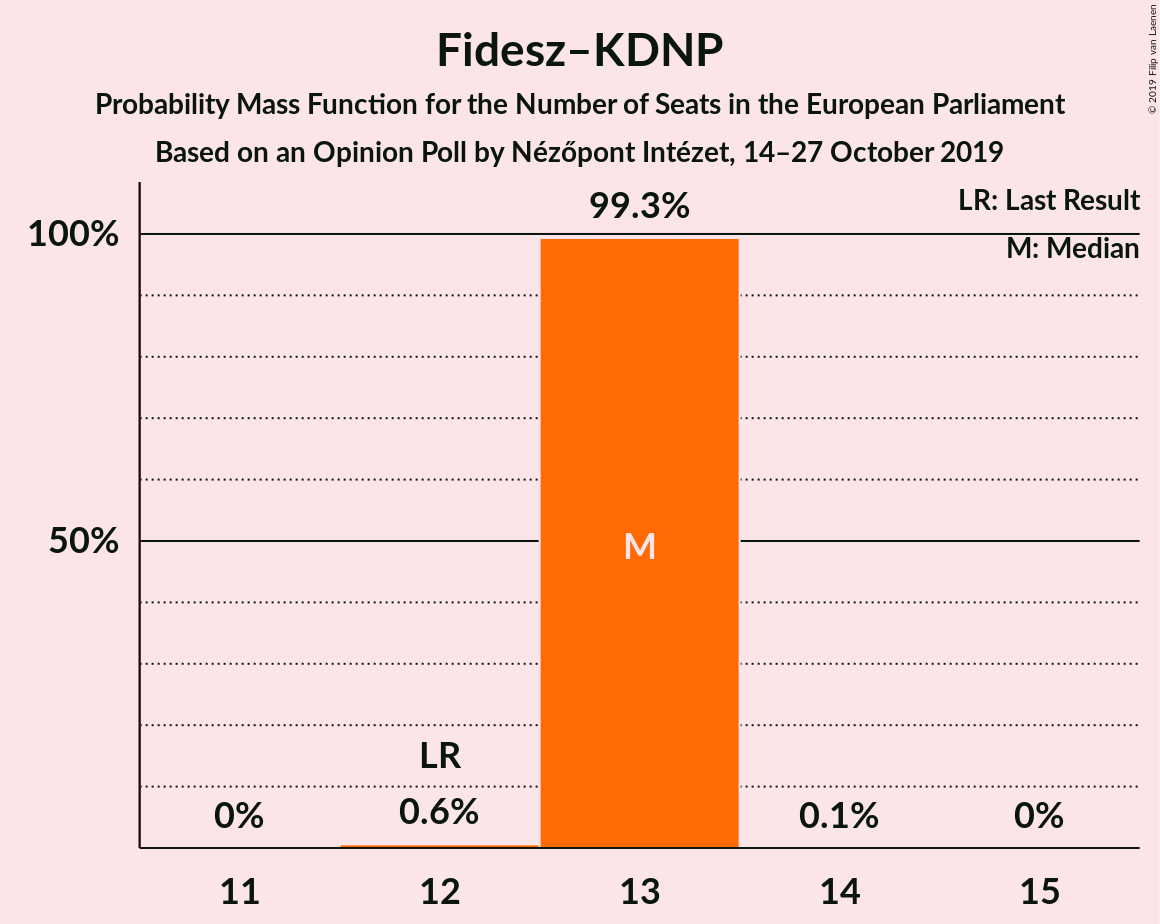 Fidesz–KDNP
Probability Mass Function for the Number of Seats in the European Parliament
Based on an Opinion Poll by Nézőpont Intézet, 14–27 October 2019
© 2019 Filip van Laenen
LR: Last Result
M: Median
100%
50%
99.3%
M
LR
0%
0.6%
0.1%
0%
11
12
13
14
15